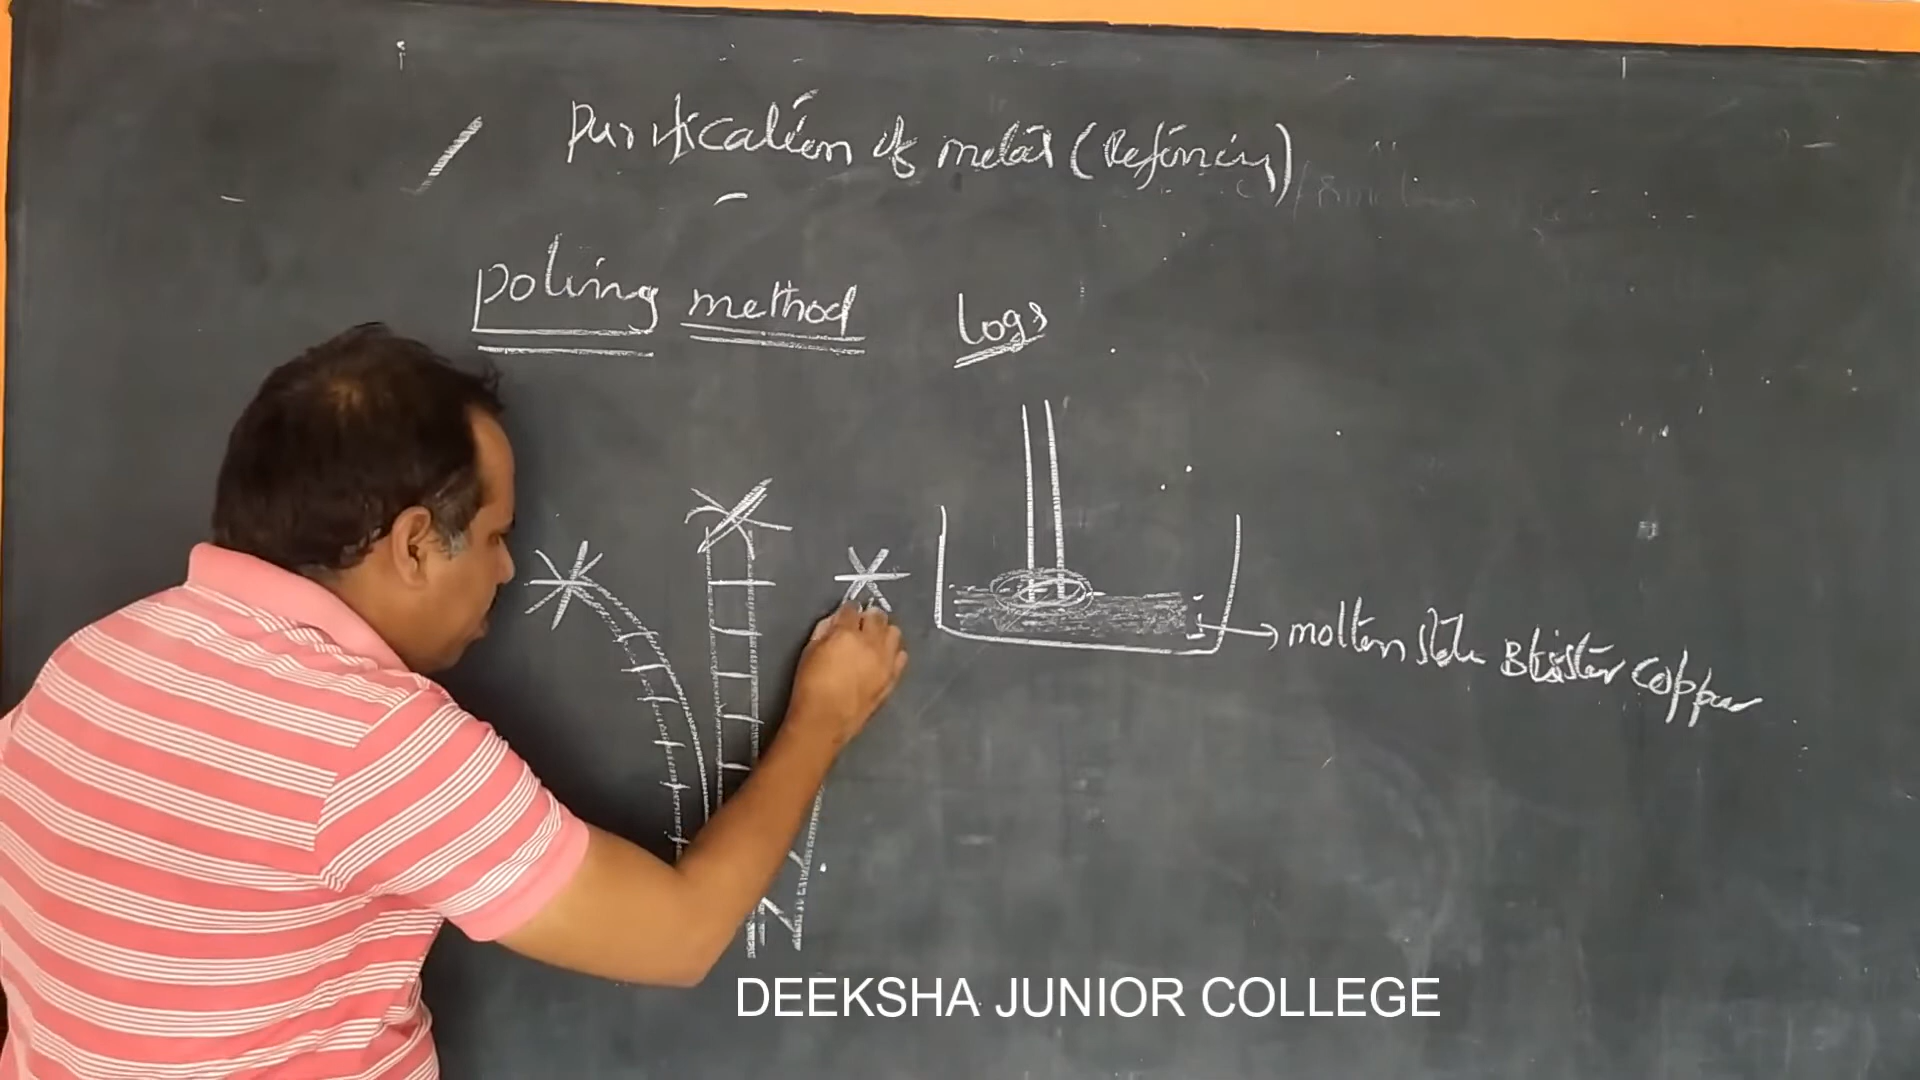 Purification of metal (Refining)
poling method
Logs
molten state Blister Copper
DEEKSHA JUNIOR COLLEGE